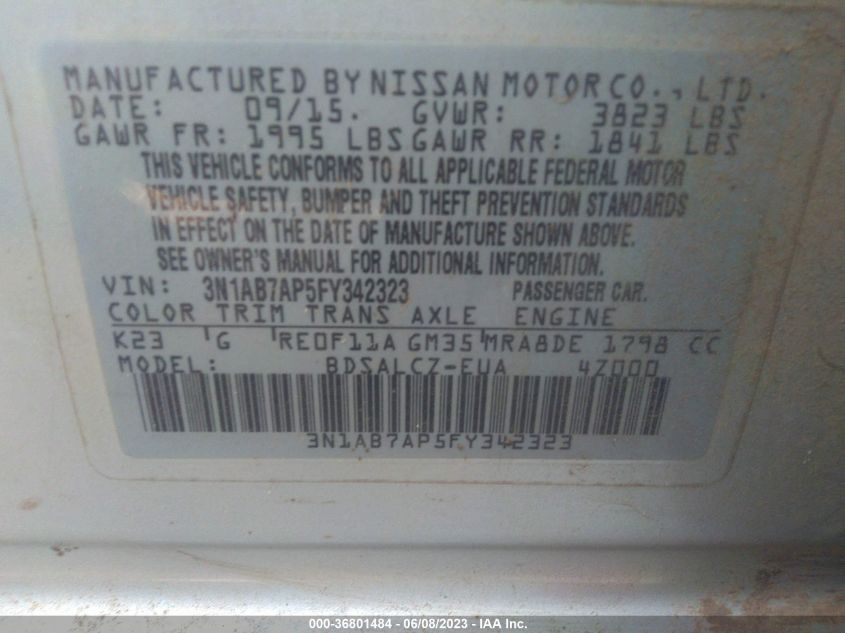 MANUFACTURED BY NISSAN MOTOR CO., LTD.
DATE: 09/15. GVWR: 3823 LBS
GAWR FR: 1995 LBS GAWR RR: 1841 LBS
THIS VEHICLE CONFORMS TO ALL APPLICABLE FEDERAL MOTOR
VEHICLE SAFETY, BUMPER AND THEFT PREVENTION STANDARDS
IN EFFECT ON THE DATE OF MANUFACTURE SHOWN ABOVE.
SEE OWNER'S MANUAL FOR ADDITIONAL INFORMATION.
VIN: 3N1AB7AP5FY342323 PASSENGER CAR.
COLOR TRIM TRANS AXLE ENGINE
K23 G RE0F11A GM35 MRA8DE 1798 CC
MODEL: BDSALCZ-EUA 4Z000
3N1AB7AP5FY342323
000-36801484 | 06/08/2023 - IAA Inc.